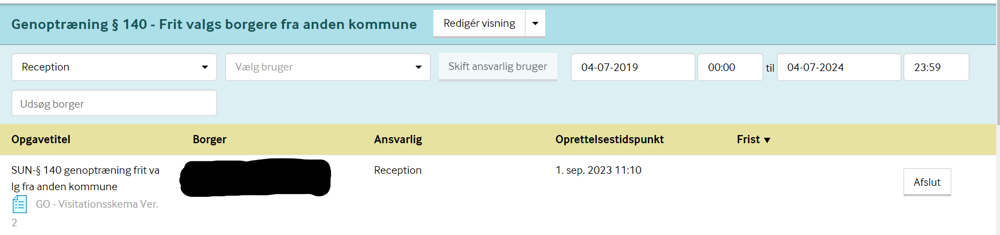 Genoptræning § 140 - Frit valgs borgere fra anden kommune
Redigér visning
Reception
Vælg bruger
Skift ansvarlig bruger
04-07-2019
00:00
til
04-07-2024
23:59
Udsøg borger
Opgavetitel
Borger
Ansvarlig
Oprettelsestidspunkt
Frist
SUN-§ 140 genoptræning frit va
lg fra anden kommune
GO - Visitationsskema Ver.
2
Reception
1. sep. 2023 11:10
Afslut